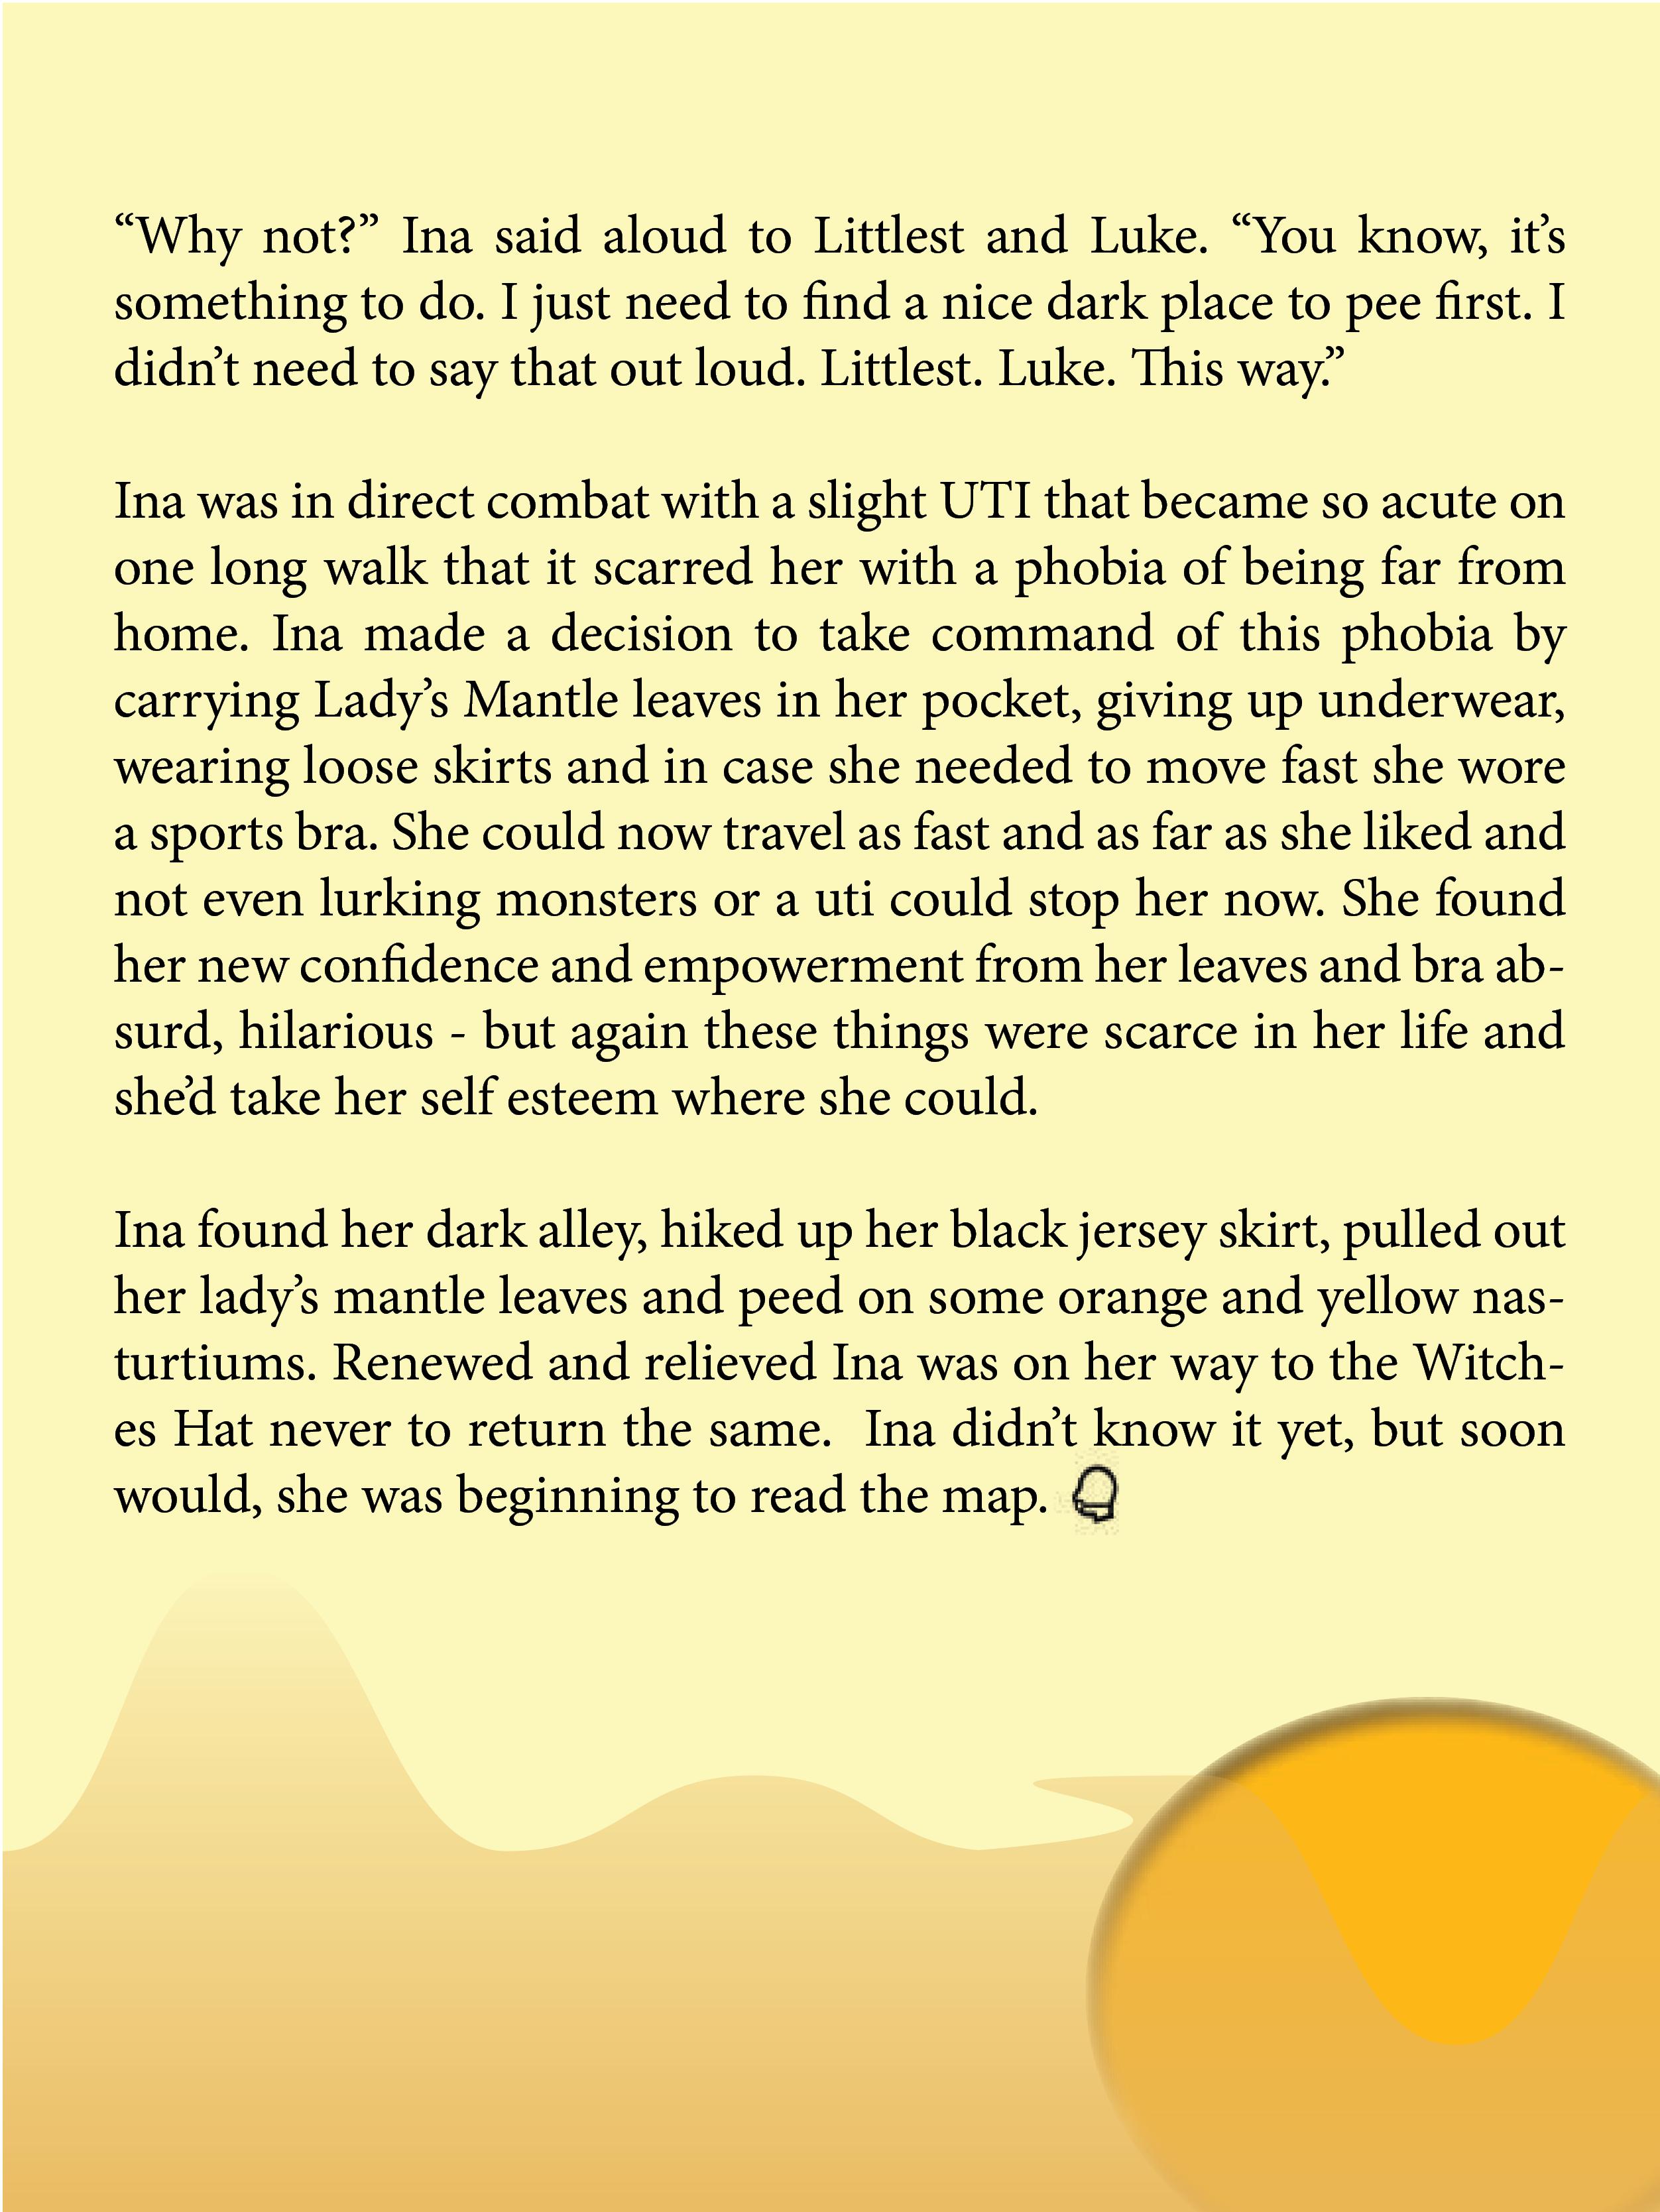 “Why not?” Ina said aloud to Littlest and Luke. “You know, it’s
something to do. I just need to find a nice dark place to pee first. I
didn’t need to say that out loud. Littlest. Luke. This way.”
Ina was in direct combat with a slight UTI that became so acute on
one long walk that it scarred her with a phobia of being far from
home. Ina made a decision to take command of this phobia by
carrying Lady’s Mantle leaves in her pocket, giving up underwear,
wearing loose skirts and in case she needed to move fast she wore
a sports bra. She could now travel as fast and as far as she liked and
not even lurking monsters or a uti could stop her now. She found
her new confidence and empowerment from her leaves and bra ab-
surd, hilarious - but again these things were scarce in her life and
she’d take her self esteem where she could.
Ina found her dark alley, hiked up her black jersey skirt, pulled out
her lady’s mantle leaves and peed on some orange and yellow nas-
turtiums. Renewed and relieved Ina was on her way to the Witch-
es Hat never to return the same.  Ina didn’t know it yet, but soon
would, she was beginning to read the map.